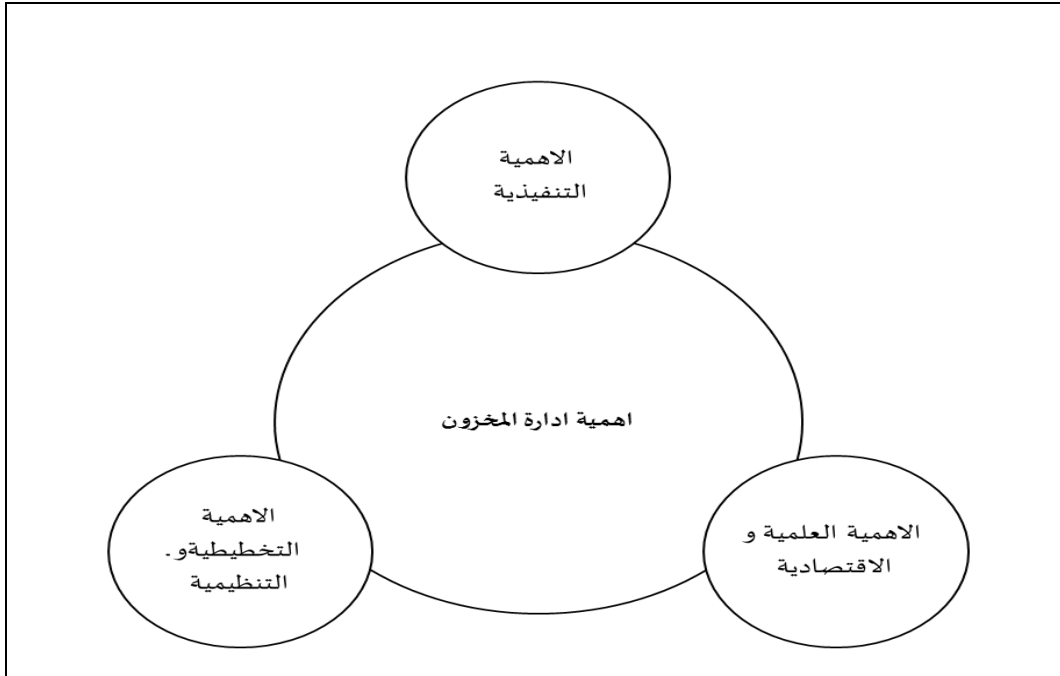 الاهمية
التنفيذية
اهمية ادارة المخزون
الاهمية العلمية و
الاقتصادية
الاهمية
التخطيطيةو.
التنظيمية